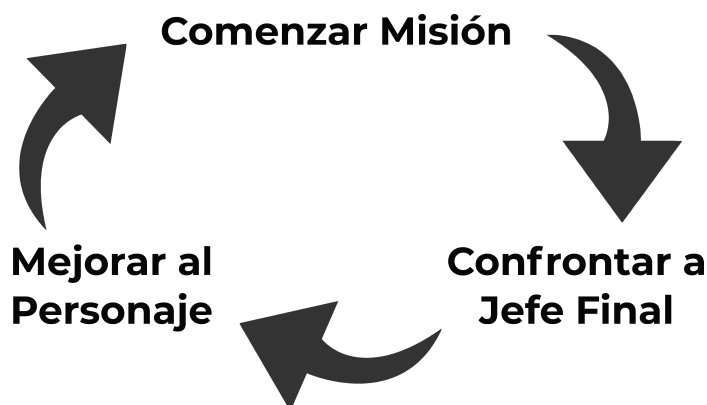 Comenzar Misión
Mejorar al
Personaje
Confrontar a
Jefe Final